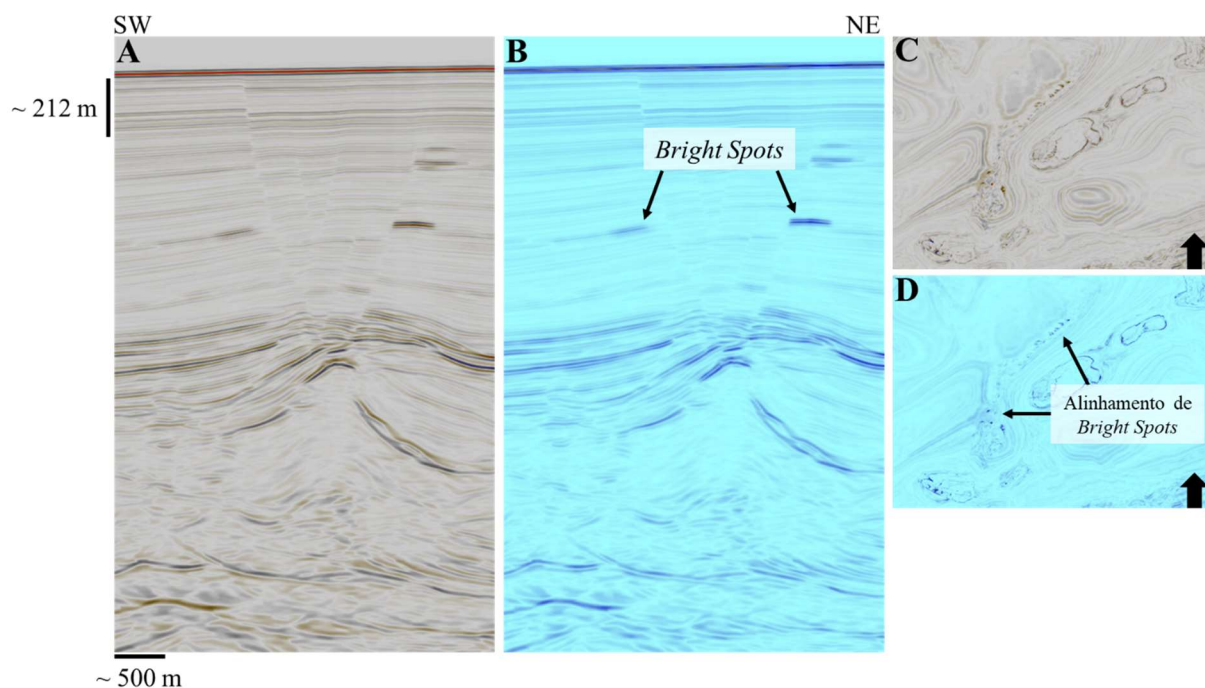 SW
NE
A
B
C
~ 212 m
Bright Spots
D
Alinhamento de
Bright Spots
~ 500 m